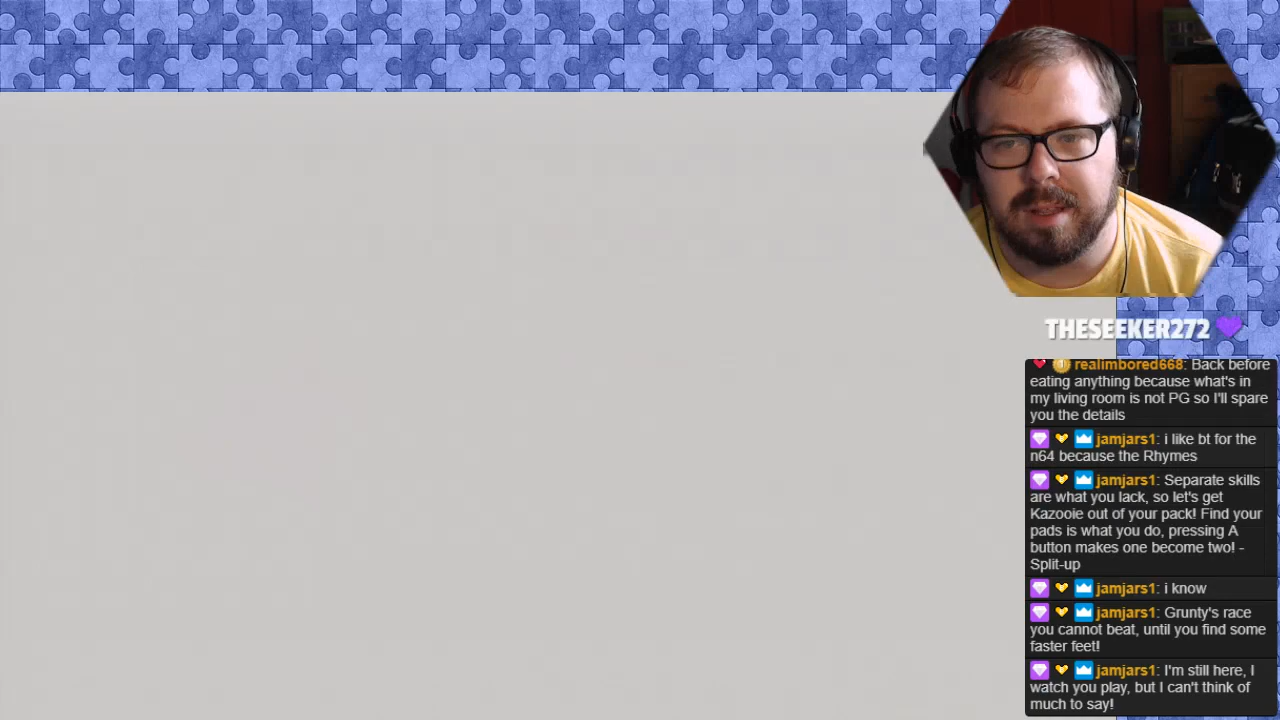 THESEEKER272
realimbored668: Back before
eating anything because what's in
my living room is not PG so I'll spare
you the details
jamjars1: i like bt for the
n64 because the Rhymes
jamjars1: Separate skills
are what you lack, so let's get
Kazooie out of your pack! Find your
pads is what you do, pressing A
button makes one become two! -
Split-up
jamjars1: i know
jamjars1: Grunty's race
you cannot beat, until you find some
faster feet!
jamjars1: I'm still here, I
watch you play, but I can't think of
much to say!